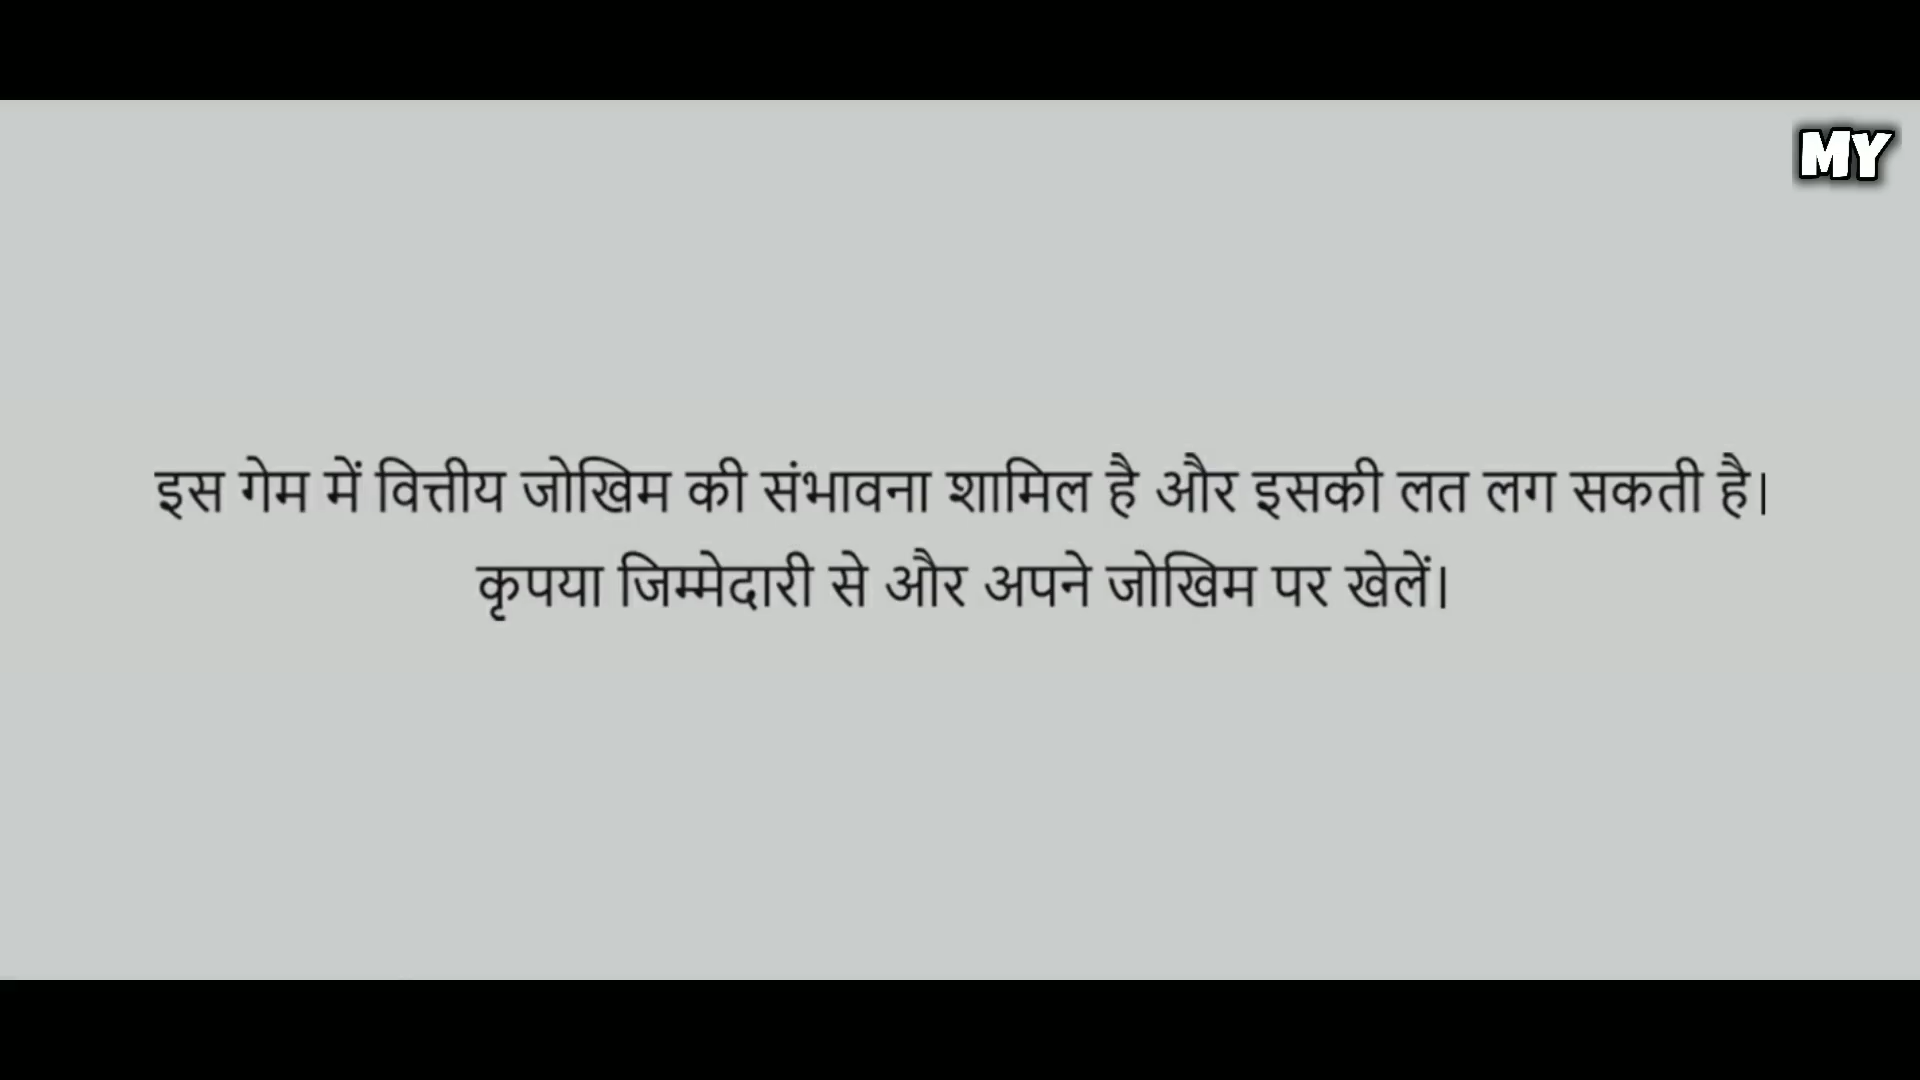 MY
इस गेम में वित्तीय जोखिम की संभावना शामिल है और इसकी लत लग सकती है।
कृपया जिम्मेदारी से और अपने जोखिम पर खेलें।